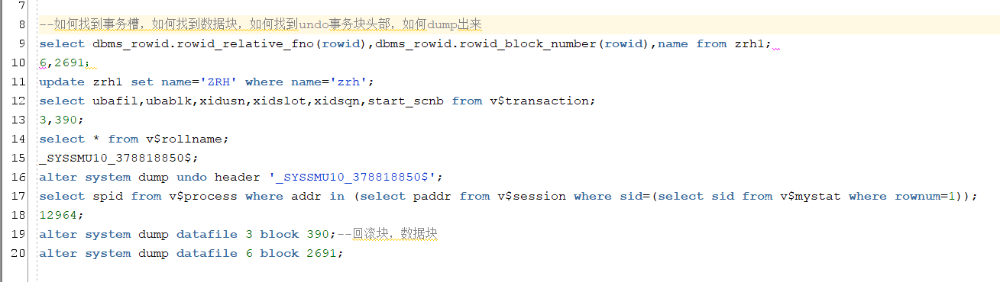 7
8 --如何找到事务槽，如何找到数据块，如何找到undo事务块头部，如何dump出来
9 select dbms_rowid.rowid_relative_fno(rowid),dbms_rowid.rowid_block_number(rowid),name from zrh1;
10 6,2691；
11 update zrh1 set name='ZRH' where name='zrh';
12 select ubafil,ubablk,xidusn,xidslot,xidsqn,start_scnb from v$transaction;
13 3,390;
14 select * from v$rollname;
15 _SYSSMU10_378818850$;
16 alter system dump undo header '_SYSSMU10_378818850$';
17 select spid from v$process where addr in (select paddr from v$session where sid=(select sid from v$mystat where rownum=1));
18 12964;
19 alter system dump datafile 3 block 390;--回滚块，数据块
20 alter system dump datafile 6 block 2691;